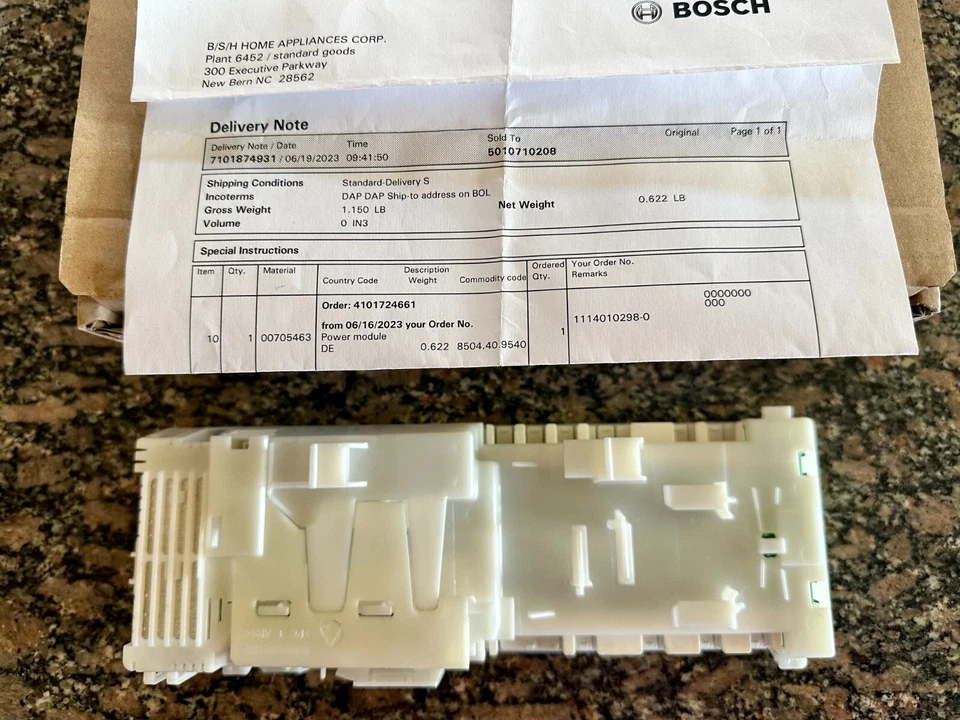 BOSCH
B/S/H HOME APPLIANCES CORP.
Plant 6452 / standard goods
300 Executive Parkway
New Bern NC 28562
Delivery Note
Delivery Note / Date Time Sold To Original Page 1 of 1
7101874931 / 06/19/2023 09:41:50 5010710208
Shipping Conditions Standard-Delivery S
Incoterms DAP DAP Ship-to address on BOL
Gross Weight 1.150 LB Net Weight 0.622 LB
Volume 0 IN3
Special Instructions
Item Qty. Material Description Ordered Your Order No.
Country Code Weight Commodity code Qty. Remarks
Order: 4101724661 0000000
000
from 06/16/2023 your Order No. 1114010298-0
10 1 00705463 Power module 1
DE 0.622 8504.40.9540